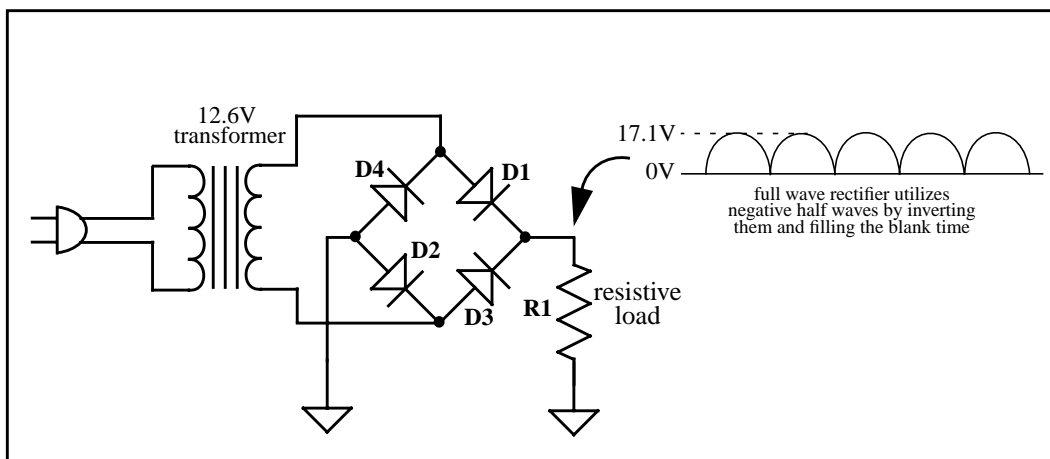 12.6V
transformer
D4
D1
D2
D3
R1
resistive
load
17.1V
0V
full wave rectifier utilizes
negative half waves by inverting
them and filling the blank time